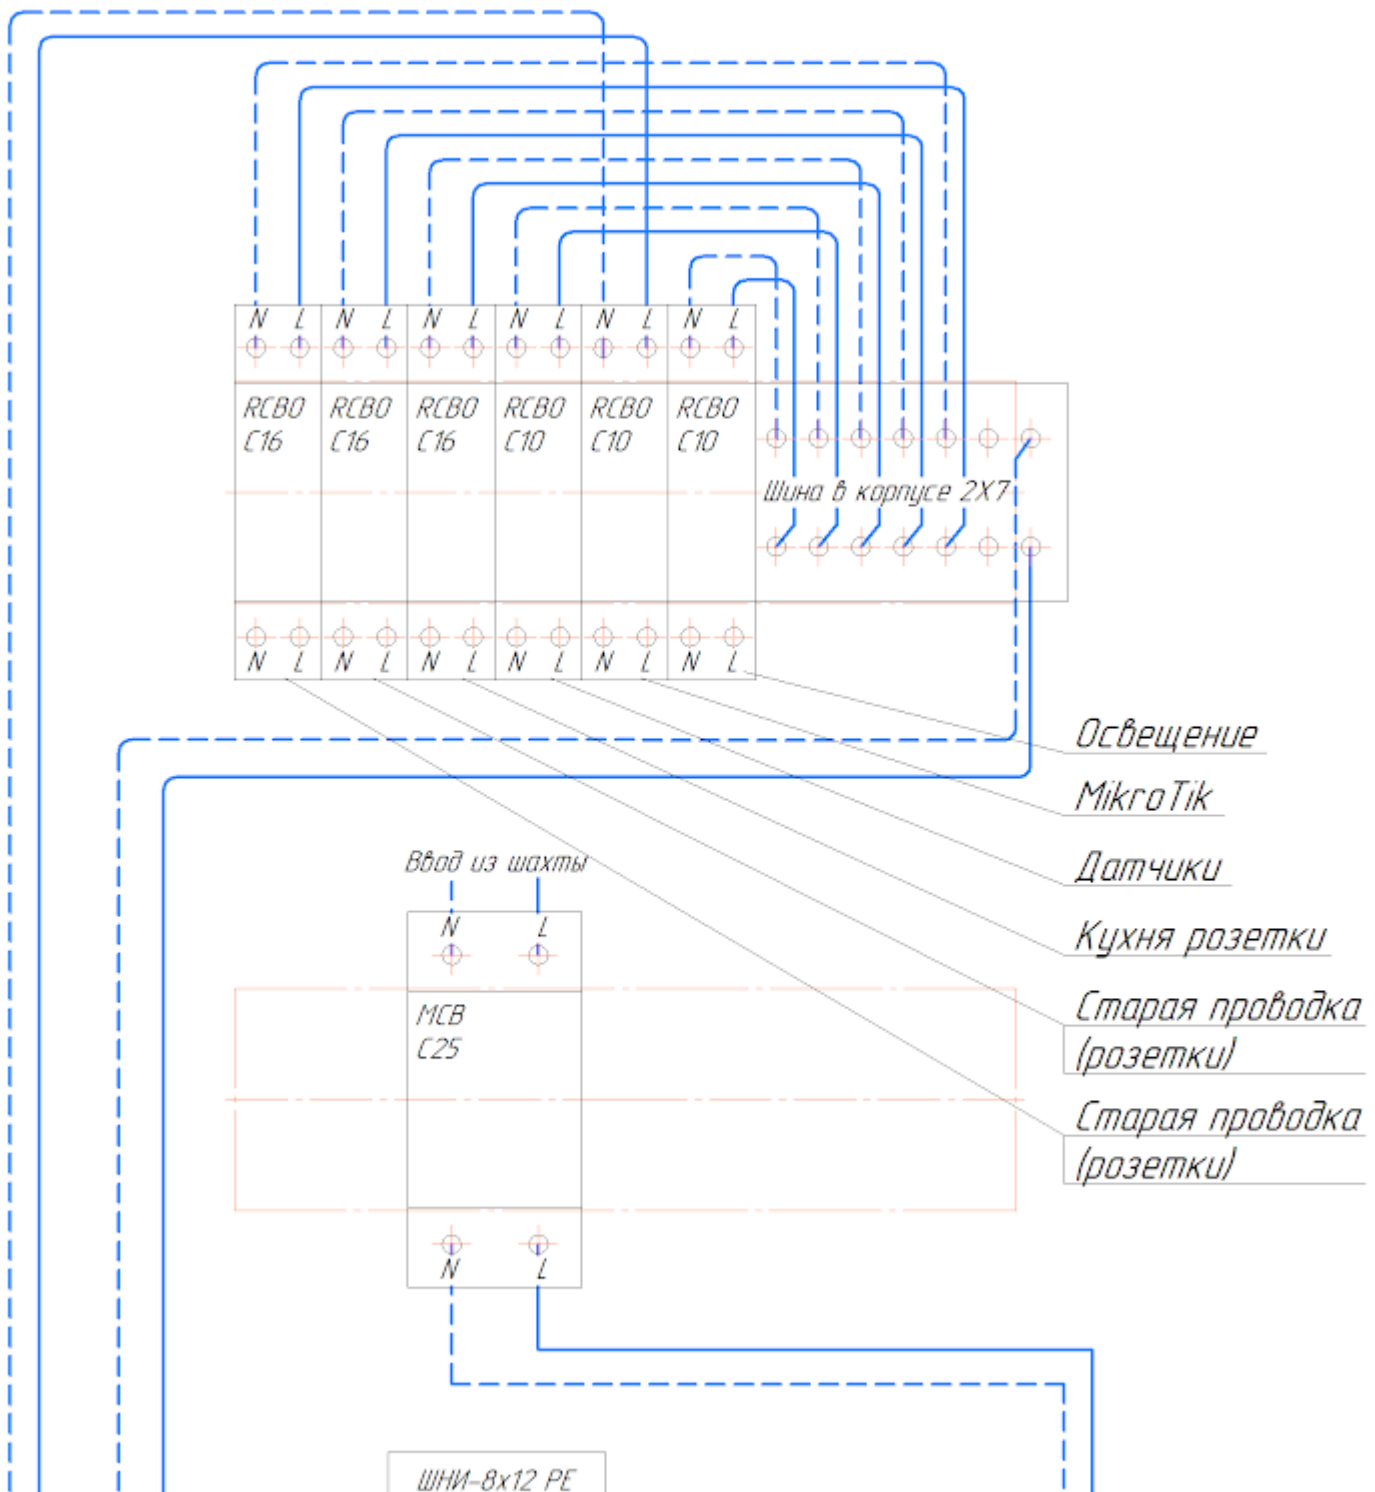 N L N L N L N L N L N L
RCBO RCBO RCBO RCBO RCBO RCBO
C16 C16 C16 C10 C10 C10
Шина в корпусе 2X7
N L N L N L N L N L N L
Освещение
MikroTik
Датчики
Кухня розетки
Старая проводка
(розетки)
Старая проводка
(розетки)
Ввод из шахты
N L
MCB
C25
N L
ШНИ-8х12 PE